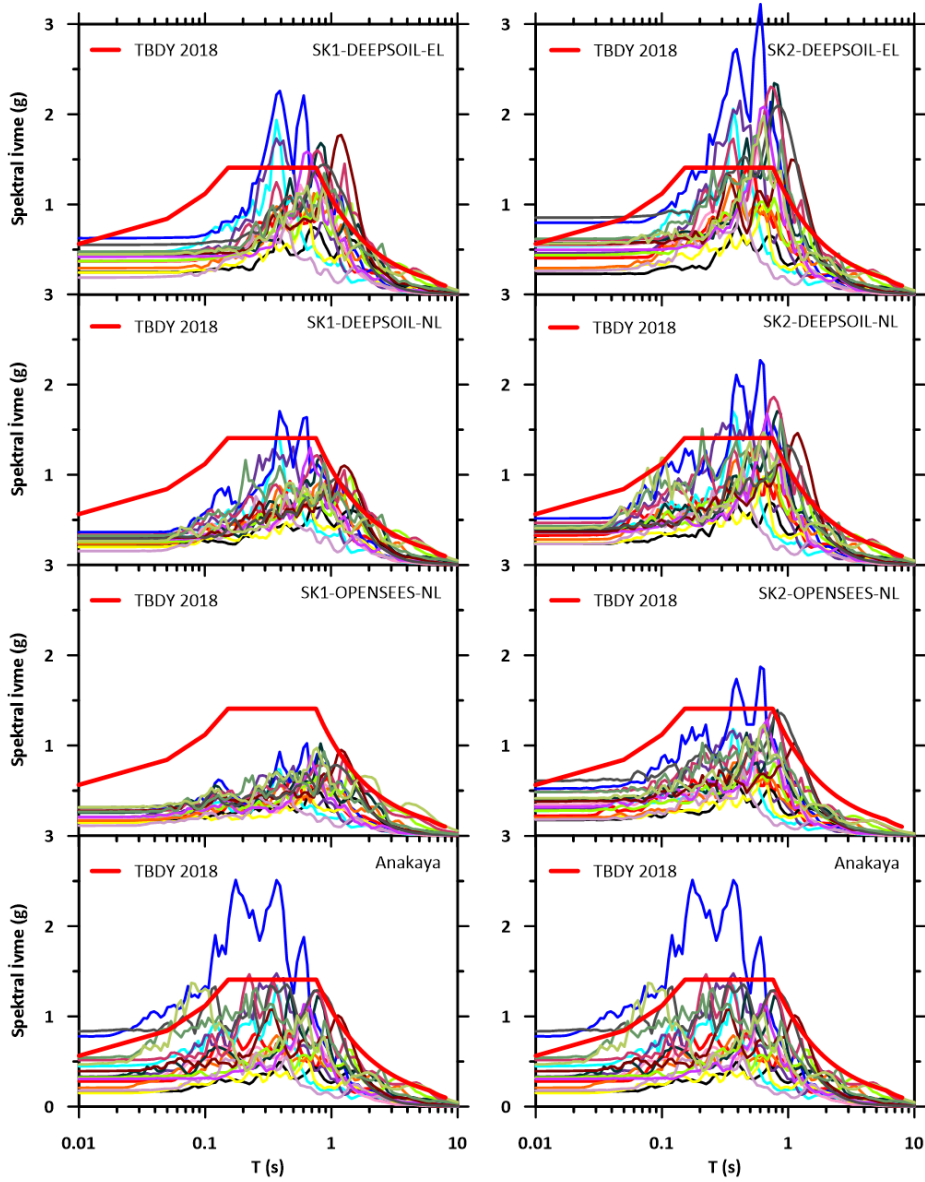 3
TBDY 2018
SK1-DEEPSOIL-EL
2
Spektral ivme (g)
1
3
TBDY 2018
SK2-DEEPSOIL-EL
3
TBDY 2018
SK1-DEEPSOIL-NL
2
Spektral ivme (g)
1
3
TBDY 2018
SK2-DEEPSOIL-NL
3
TBDY 2018
SK1-OPENSEES-NL
2
Spektral ivme (g)
1
3
TBDY 2018
SK2-OPENSEES-NL
3
TBDY 2018
Anakaya
2
Spektral ivme (g)
1
0
0.01 0.1 1 10
T (s)
TBDY 2018
Anakaya
0.01 0.1 1 10
T (s)